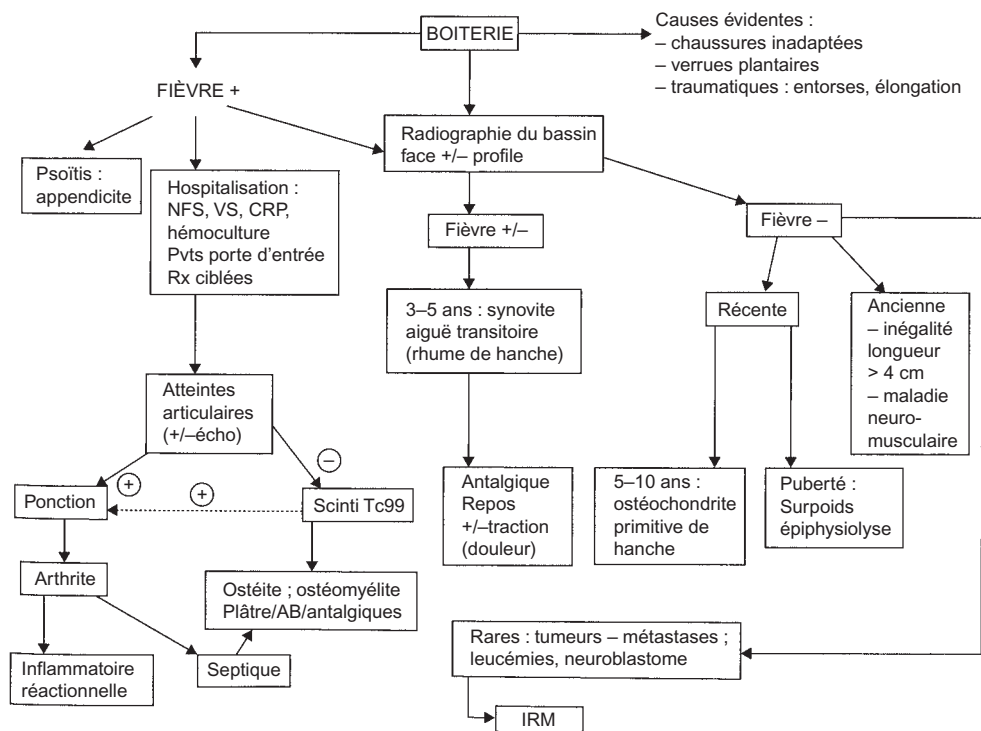 BOITERIE
Causes évidentes :
– chaussures inadaptées
– verrues plantaires
– traumatiques : entorses, élongation
FIÈVRE +
Radiographie du bassin
face +/– profile
Psoïtis :
appendicite
Hospitalisation :
NFS, VS, CRP,
hémoculture
Pvts porte d'entrée
Rx ciblées
Fièvre +/–
Fièvre –
3–5 ans : synovite
aiguë transitoire
(rhume de hanche)
Récente
Ancienne
– inégalité
longueur
> 4 cm
– maladie
neuro-
musculaire
Atteintes
articulaires
(+/–écho)
+
+
–
Ponction
Scinti Tc99
Antalgique
Repos
+/–traction
(douleur)
5–10 ans :
ostéochondrite
primitive de
hanche
Puberté :
Surpoids
épiphysiolyse
Arthrite
Ostéite ; ostéomyélite
Plâtre/AB/antalgiques
Inflammatoire
réactionnelle
Septique
Rares : tumeurs – métastases ;
leucémies, neuroblastome
IRM